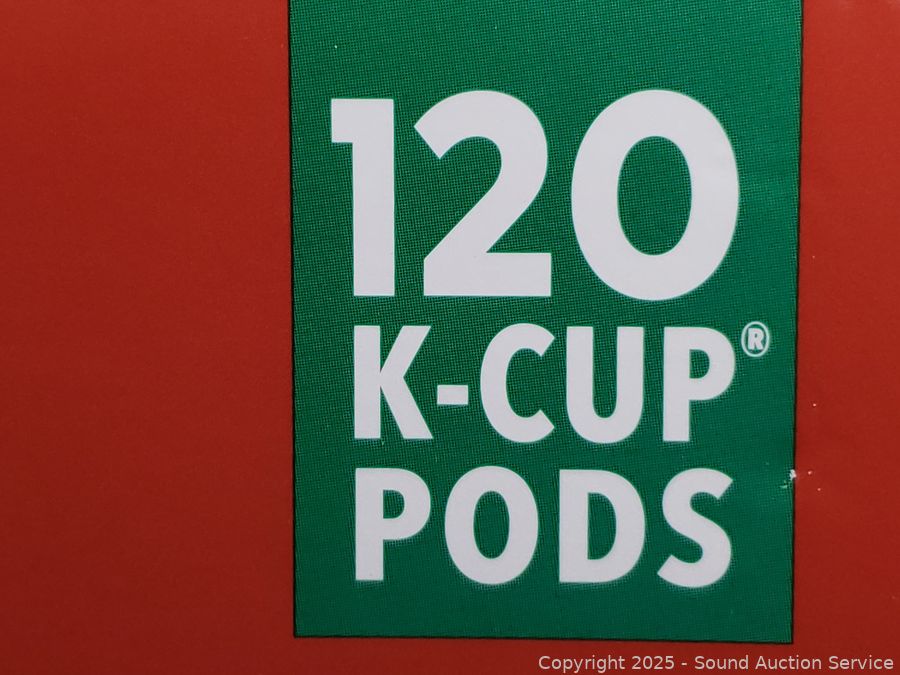 120
K-CUP®
PODS
Copyright 2025 - Sound Auction Service